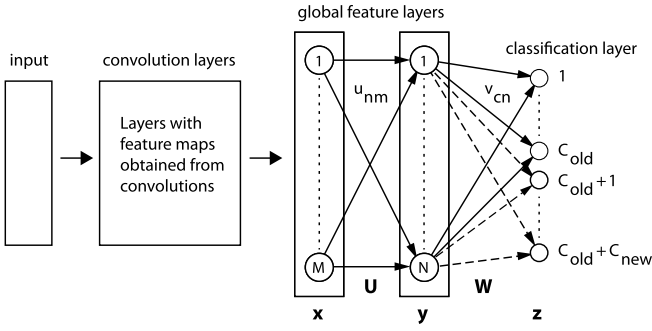 global feature layers
input
convolution layers
classification layer
Layers with
feature maps
obtained from
convolutions
1
1
1
u_nm
v_cn
C_old
C_old+1
C_old+C_new
M
N
U
W
x
y
z